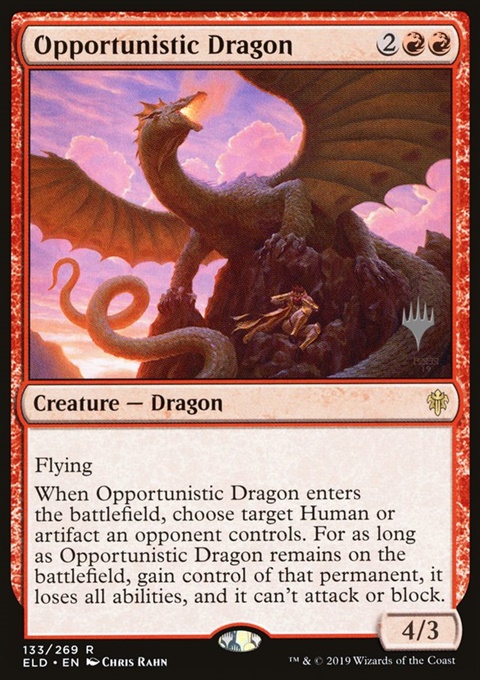 Opportunistic Dragon 2
Creature — Dragon
Flying
When Opportunistic Dragon enters
the battlefield, choose target Human or
artifact an opponent controls. For as long
as Opportunistic Dragon remains on the
battlefield, gain control of that permanent, it
loses all abilities, and it can't attack or block.
4/3
133/269 R
ELD • EN Chris Rahn
™ & © 2019 Wizards of the Coast